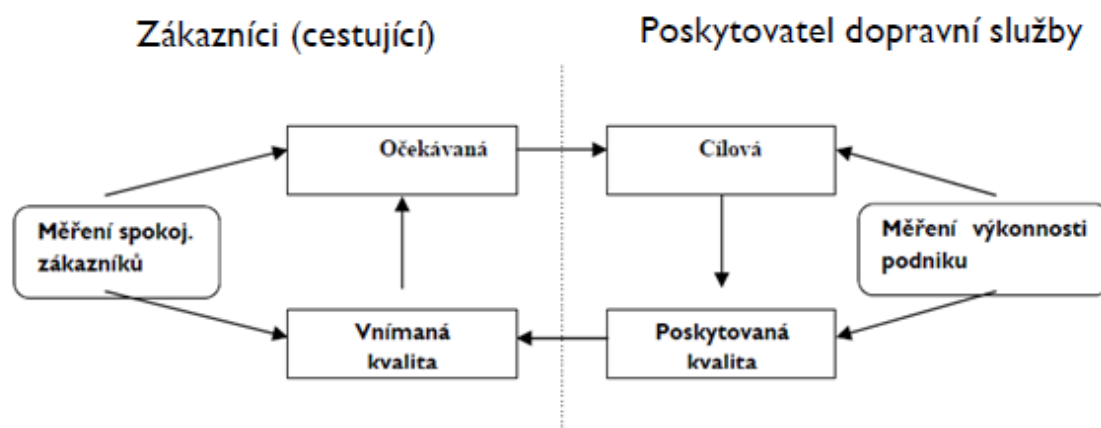 Zákazníci (cestující)
Poskytovatel dopravní služby
Očekávaná
Cílová
Měření spokoj.
zákazníků
Měření výkonnosti
podniku
Vnímaná
kvalita
Poskytovaná
kvalita